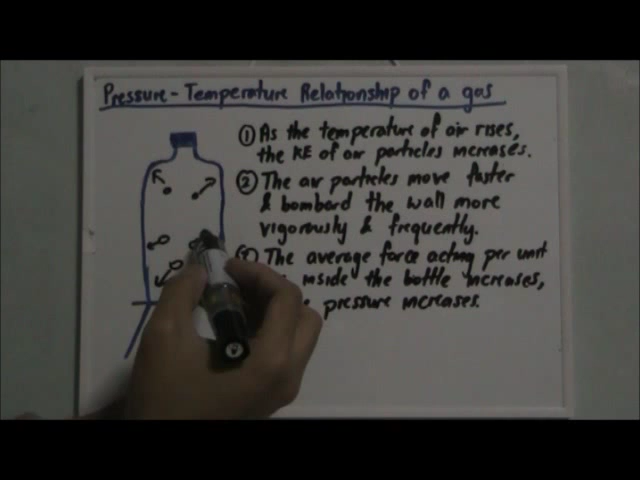 Pressure - Temperature Relationship of a gas
① As the temperature of air rises,
the KE of air particles increases.
② The air particles move faster
& bombard the wall more
vigorously & frequently.
The average force acting per unit
inside the bottle increases,
pressure increases.